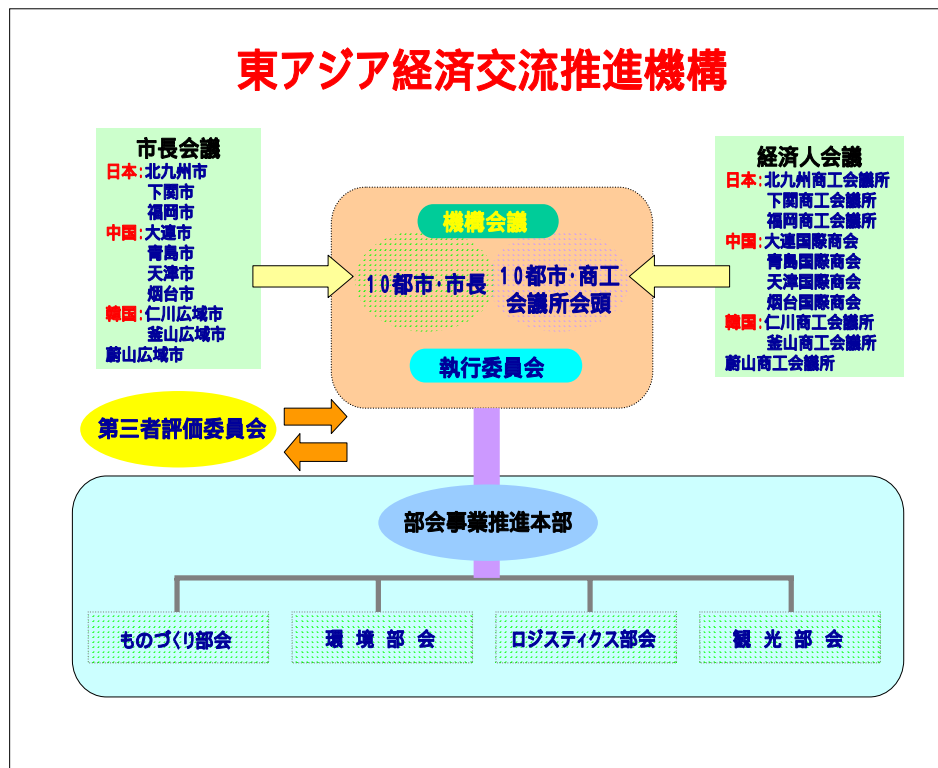 東アジア経済交流推進機構
市長会議
日本：北九州市
下関市
福岡市
中国：大連市
青島市
天津市
烟台市
韓国：仁川広域市
釜山広域市
蔚山広域市
機構会議
10都市・市長
10都市・商工
会議所会頭
執行委員会
経済人会議
日本：北九州商工会議所
下関商工会議所
福岡商工会議所
中国：大連国際商会
青島国際商会
天津国際商会
烟台国際商会
韓国：仁川商工会議所
釜山商工会議所
蔚山商工会議所
第三者評価委員会
部会事業推進本部
ものづくり部会
環 境 部 会
ロジスティクス部会
観 光 部 会